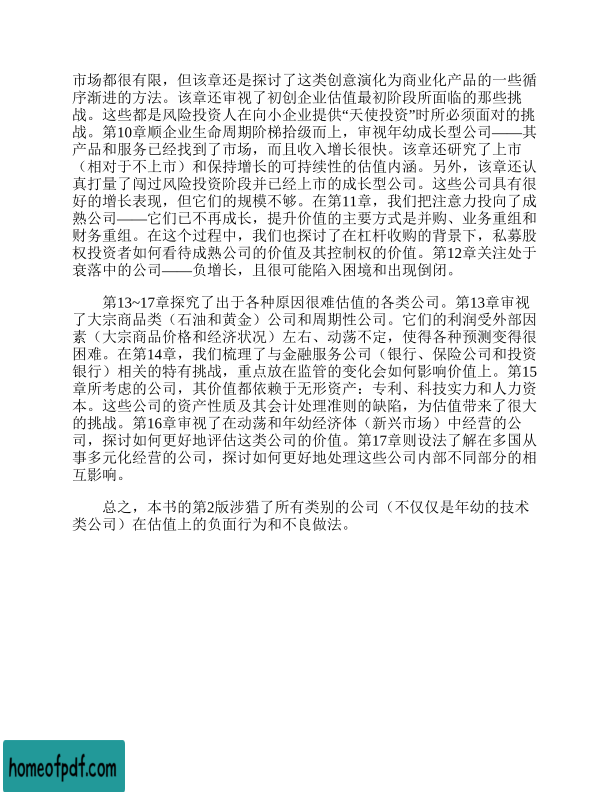 市场都很有限，但该章还是探讨了这类创意演化为商业化产品的一些循
序渐进的方法。该章还审视了初创企业估值最初阶段所面临的那些挑
战。这些都是风险投资人在向小企业提供“天使投资”时所必须面对的挑
战。第10章顺企业生命周期阶梯拾级而上，审视年幼成长型公司——其
产品和服务已经找到了市场，而且收入增长很快。该章还研究了上市
（相对于不上市）和保持增长的可持续性的估值内涵。另外，该章还认
真打量了闯过风险投资阶段并已经上市的成长型公司。这些公司具有很
好的增长表现，但它们的规模不够。在第11章，我们把注意力投向了成
熟公司——它们已不再成长，提升价值的主要方式是并购、业务重组和
财务重组。在这个过程中，我们也探讨了在杠杆收购的背景下，私募股
权投资者如何看待成熟公司的价值及其控制权的价值。第12章关注处于
衰落中的公司——负增长，且很可能陷入困境和出现倒闭。
第13~17章探究了出于各种原因很难估值的各类公司。第13章审视
了大宗商品类（石油和黄金）公司和周期性公司。它们的利润受外部因
素（大宗商品价格和经济状况）左右、动荡不定，使得各种预测变得很
困难。在第14章，我们梳理了与金融服务公司（银行、保险公司和投资
银行）相关的特有挑战，重点放在监管的变化会如何影响价值上。第15
章所考虑的公司，其价值都依赖于无形资产：专利、科技实力和人力资
本。这些公司的资产性质及其会计处理准则的缺陷，为估值带来了很大
的挑战。第16章审视了在动荡和年幼经济体（新兴市场）中经营的公
司，探讨如何更好地评估这类公司的价值。第17章则设法了解在多国从
事多元化经营的公司，探讨如何更好地处理这些公司内部不同部分的相
互影响。
总之，本书的第2版涉猎了所有类别的公司（不仅仅是年幼的技术
类公司）在估值上的负面行为和不良做法。
homeofpdf.com